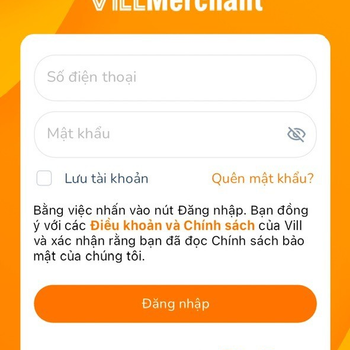 VILLMerchant
Số điện thoại
Mật khẩu
Lưu tài khoản Quên mật khẩu?
Bằng việc nhấn vào nút Đăng nhập. Bạn đồng
ý với các Điều khoản và Chính sách của Vill
và xác nhận rằng bạn đã đọc Chính sách bảo
mật của chúng tôi.
Đăng nhập